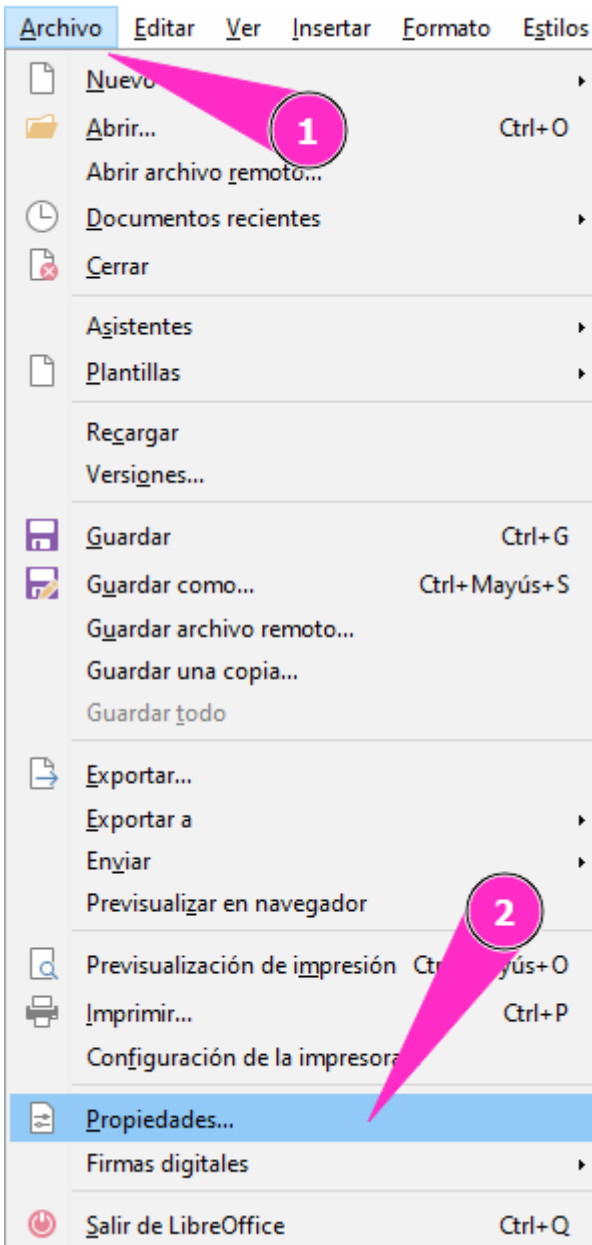 Archivo Editar Ver Insertar Formato Estilos
Nuevo
1
Abrir... Ctrl+O
Abrir archivo remoto...
Documentos recientes
Cerrar
Asistentes
Plantillas
Recargar
Versiones...
Guardar Ctrl+G
Guardar como... Ctrl+Mayús+S
Guardar archivo remoto...
Guardar una copia...
Guardar todo
Exportar...
Exportar a
Enviar
Previsualizar en navegador
2
Previsualización de impresión
Imprimir... Ctrl+P
Configuración de la impresora
Propiedades...
Firmas digitales
Salir de LibreOffice Ctrl+Q